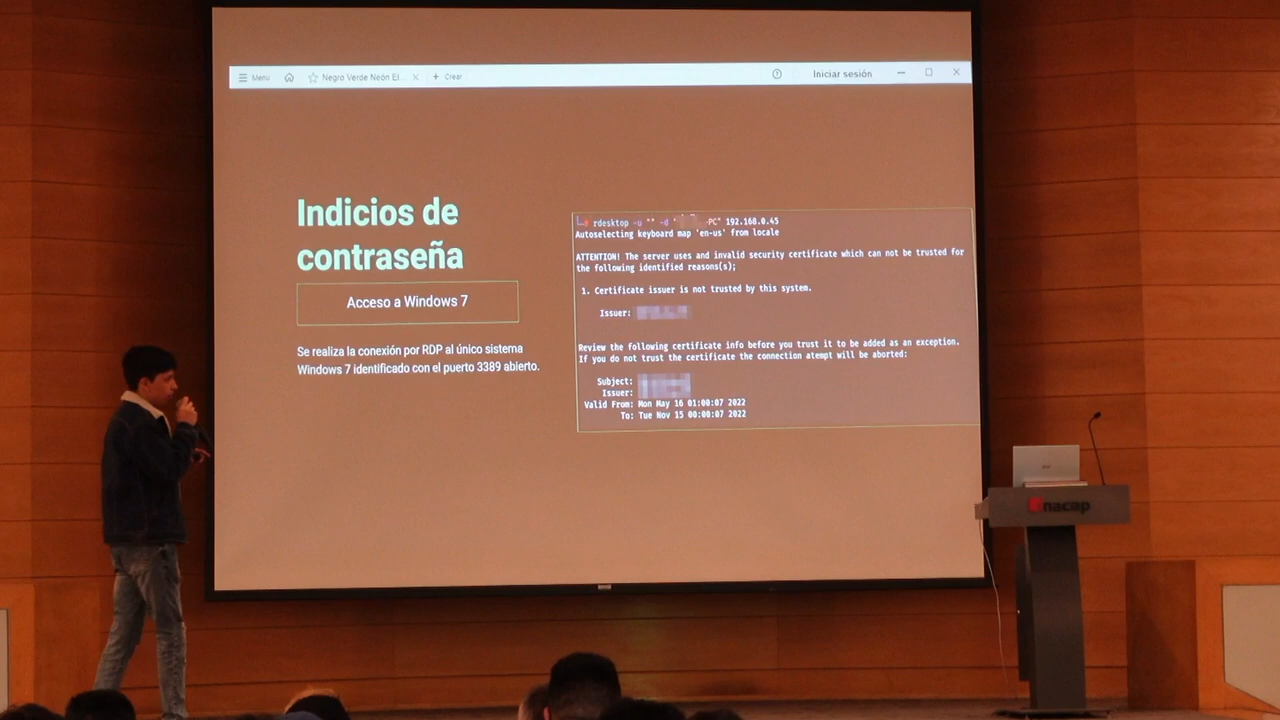 Menu
Negro Verde Neón El...
+ Crear
Iniciar sesión
Indicios de
contraseña
Acceso a Windows 7
Se realiza la conexión por RDP al único sistema
Windows 7 identificado con el puerto 3389 abierto.
rdesktop -u "" -d " -PC" 192.168.0.45
Autoselecting keyboard map 'en-us' from locale
ATTENTION! The server uses and invalid security certificate which can not be trusted for
the following identified reasons(s);
1. Certificate issuer is not trusted by this system.
Issuer:
Review the following certificate info before you trust it to be added as an exception.
If you do not trust the certificate the connection atempt will be aborted:
Subject:
Issuer:
Valid From: Mon May 16 01:00:07 2022
To: Tue Nov 15 00:00:07 2022
inacap